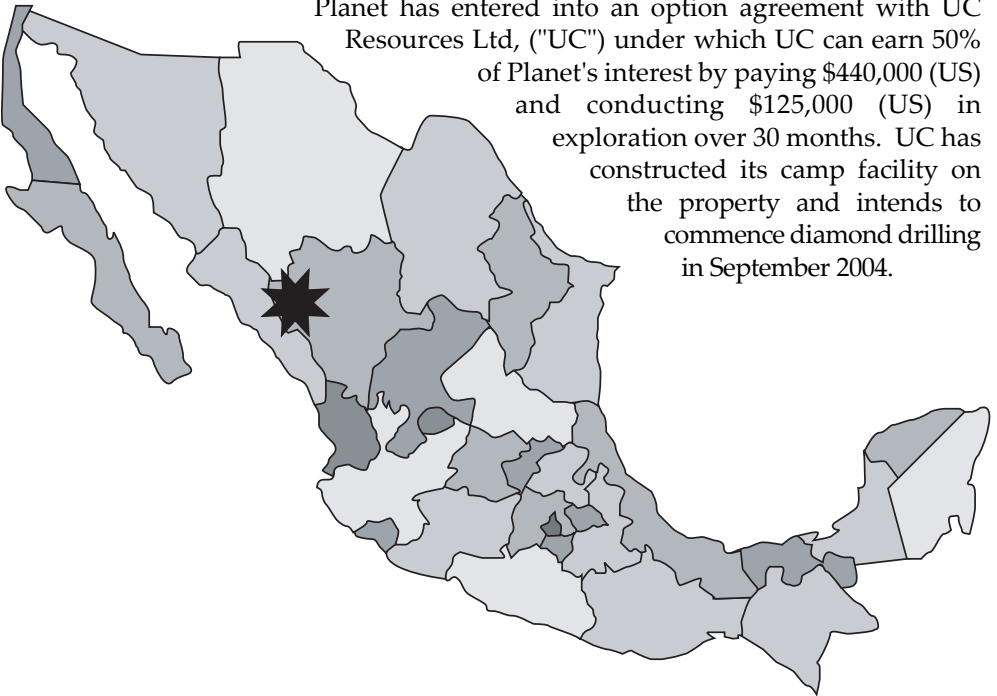 Planet has entered into an option agreement with UC
Resources Ltd, ("UC") under which UC can earn 50%
of Planet's interest by paying $440,000 (US)
and conducting $125,000 (US) in
exploration over 30 months. UC has
constructed its camp facility on
the property and intends to
commence diamond drilling
in September 2004.